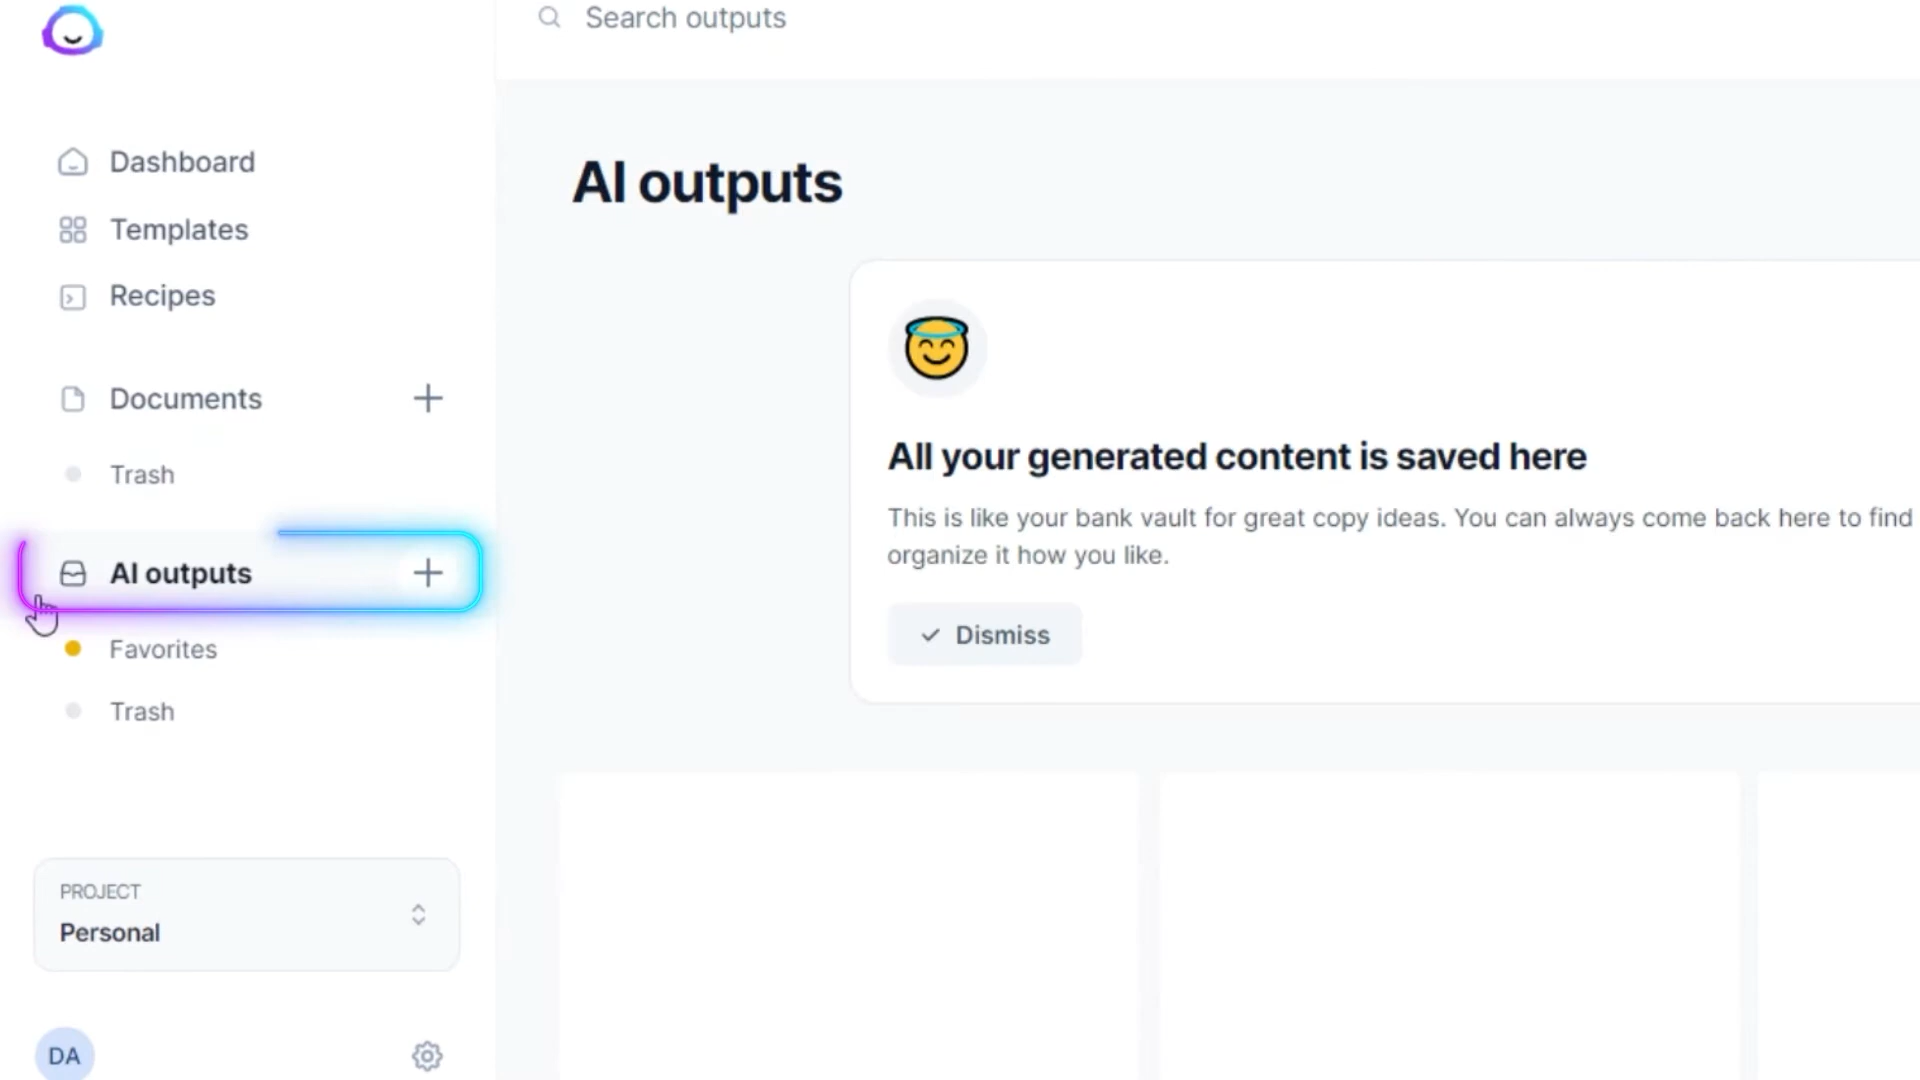 Search outputs
Dashboard
Templates
Recipes
Documents
Trash
AI outputs
Favorites
Trash
PROJECT
Personal
DA
AI outputs
All your generated content is saved here
This is like your bank vault for great copy ideas. You can always come back here to find
organize it how you like.
Dismiss